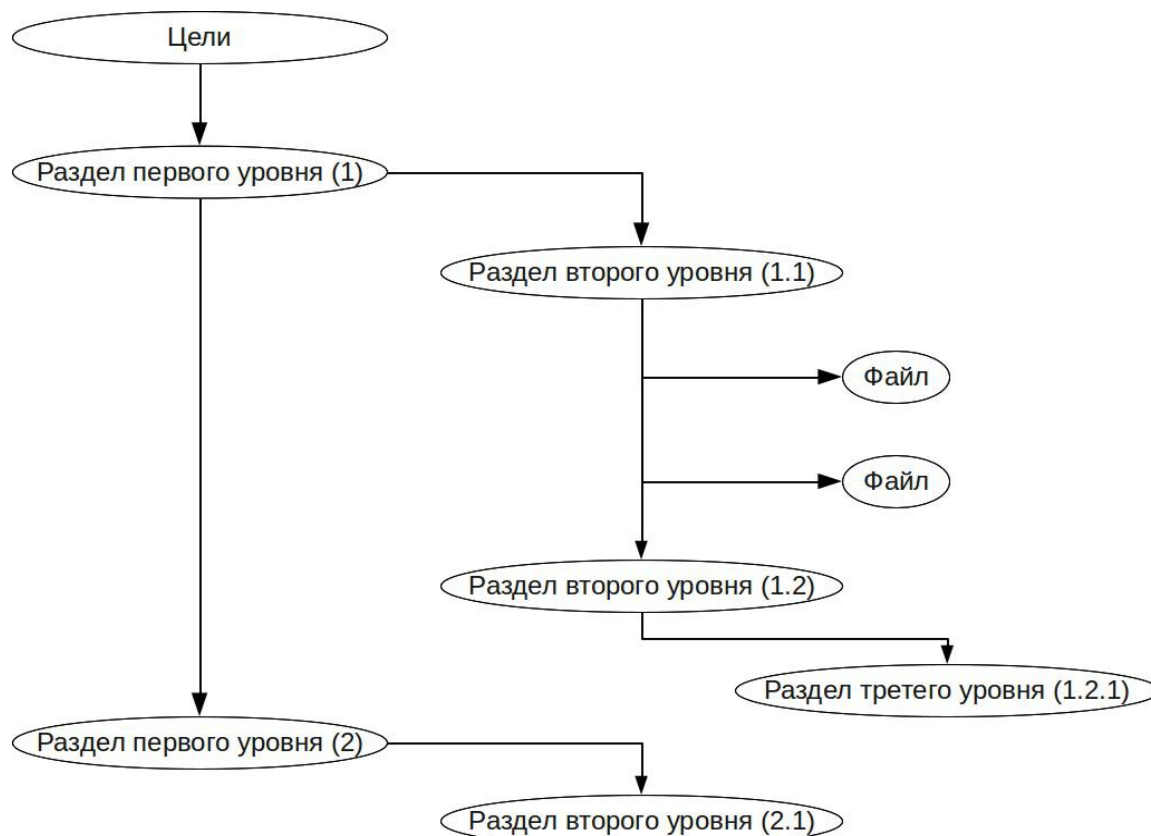 Цели
Раздел первого уровня (1)
Раздел второго уровня (1.1)
Файл
Файл
Раздел второго уровня (1.2)
Раздел третего уровня (1.2.1)
Раздел первого уровня (2)
Раздел второго уровня (2.1)